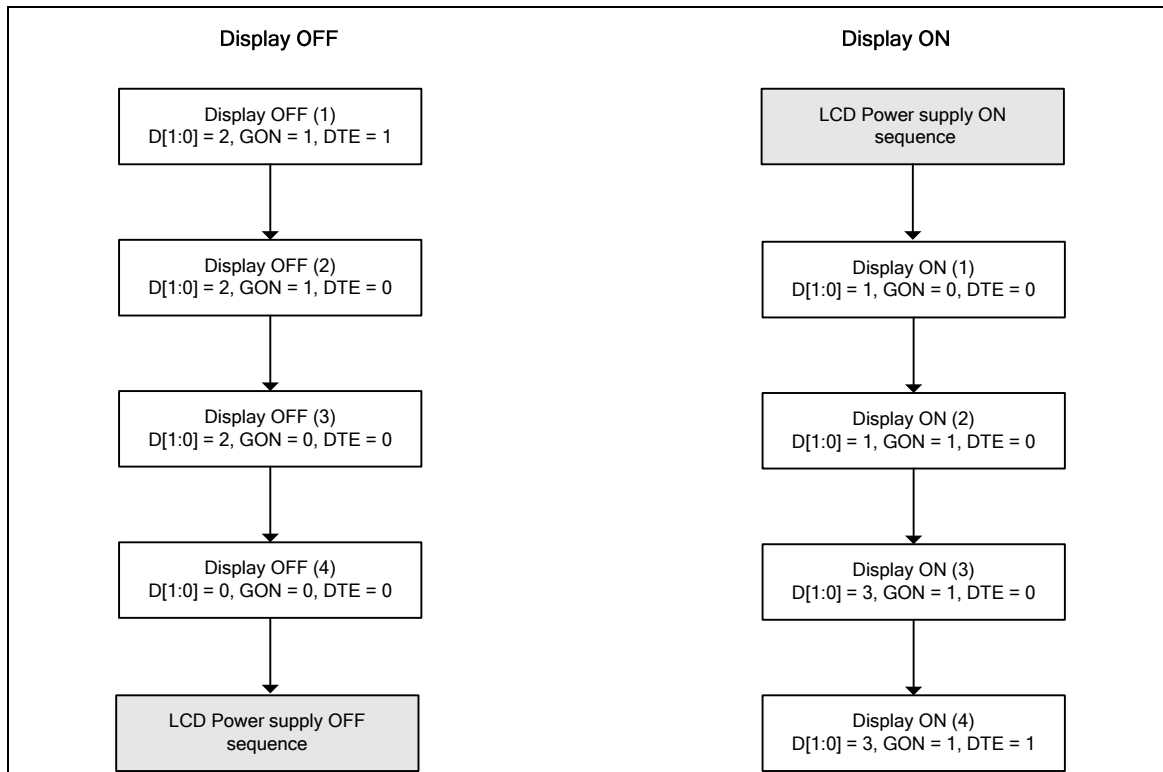 Display OFF
Display OFF (1)
D[1:0] = 2, GON = 1, DTE = 1
Display OFF (2)
D[1:0] = 2, GON = 1, DTE = 0
Display OFF (3)
D[1:0] = 2, GON = 0, DTE = 0
Display OFF (4)
D[1:0] = 0, GON = 0, DTE = 0
LCD Power supply OFF
sequence
Display ON
LCD Power supply ON
sequence
Display ON (1)
D[1:0] = 1, GON = 0, DTE = 0
Display ON (2)
D[1:0] = 1, GON = 1, DTE = 0
Display ON (3)
D[1:0] = 3, GON = 1, DTE = 0
Display ON (4)
D[1:0] = 3, GON = 1, DTE = 1